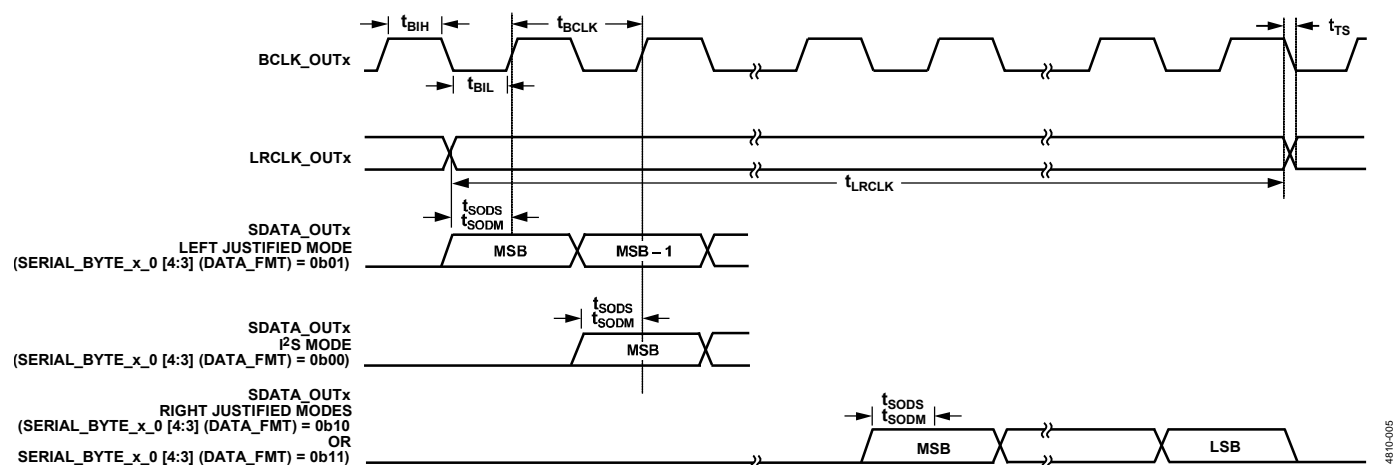 tBIH
tBCLK
tTS
BCLK_OUTx
tBIL
LRCLK_OUTx
tLRCLK
tSODS
tSODM
SDATA_OUTx
LEFT JUSTIFIED MODE
(SERIAL_BYTE_x_0 [4:3] (DATA_FMT) = 0b01)
MSB
MSB – 1
tSODS
tSODM
SDATA_OUTx
I2S MODE
(SERIAL_BYTE_x_0 [4:3] (DATA_FMT) = 0b00)
MSB
SDATA_OUTx
RIGHT JUSTIFIED MODES
(SERIAL_BYTE_x_0 [4:3] (DATA_FMT) = 0b10
OR
SERIAL_BYTE_x_0 [4:3] (DATA_FMT) = 0b11)
tSODS
tSODM
MSB
LSB
4810-005